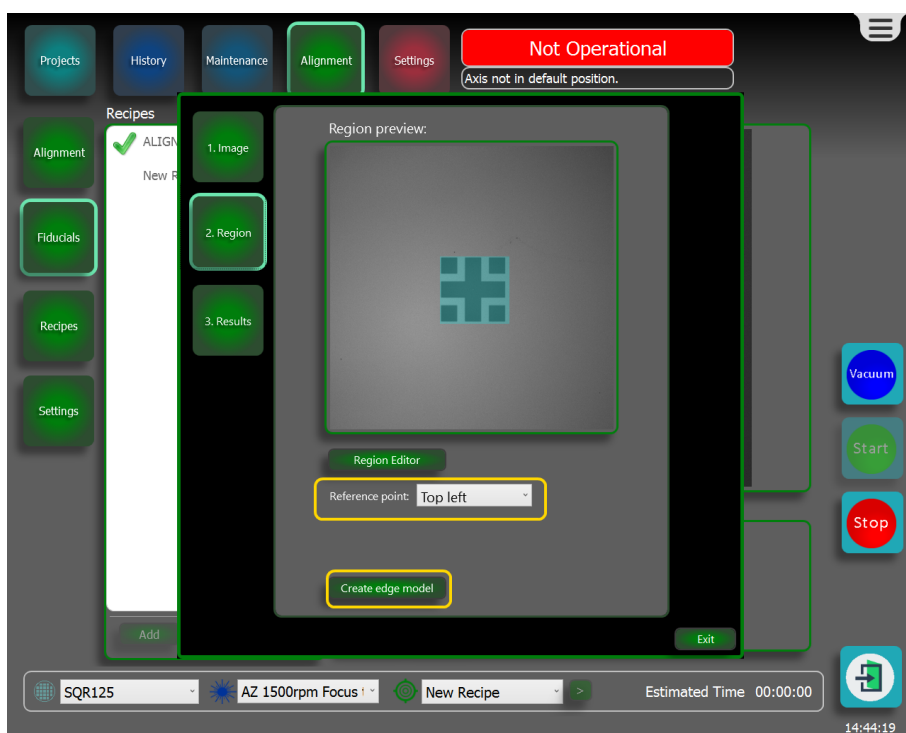 Projects
History
Maintenance
Alignment
Settings
Not Operational
Axis not in default position.
Recipes
Alignment
Fiducials
Recipes
Settings
ALIGN
New R
Add
1. Image
2. Region
3. Results
Region preview:
Region Editor
Reference point: Top left
Create edge model
Exit
Vacuum
Start
Stop
SQR125
AZ 1500rpm Focus
New Recipe
>
Estimated Time 00:00:00
14:44:19